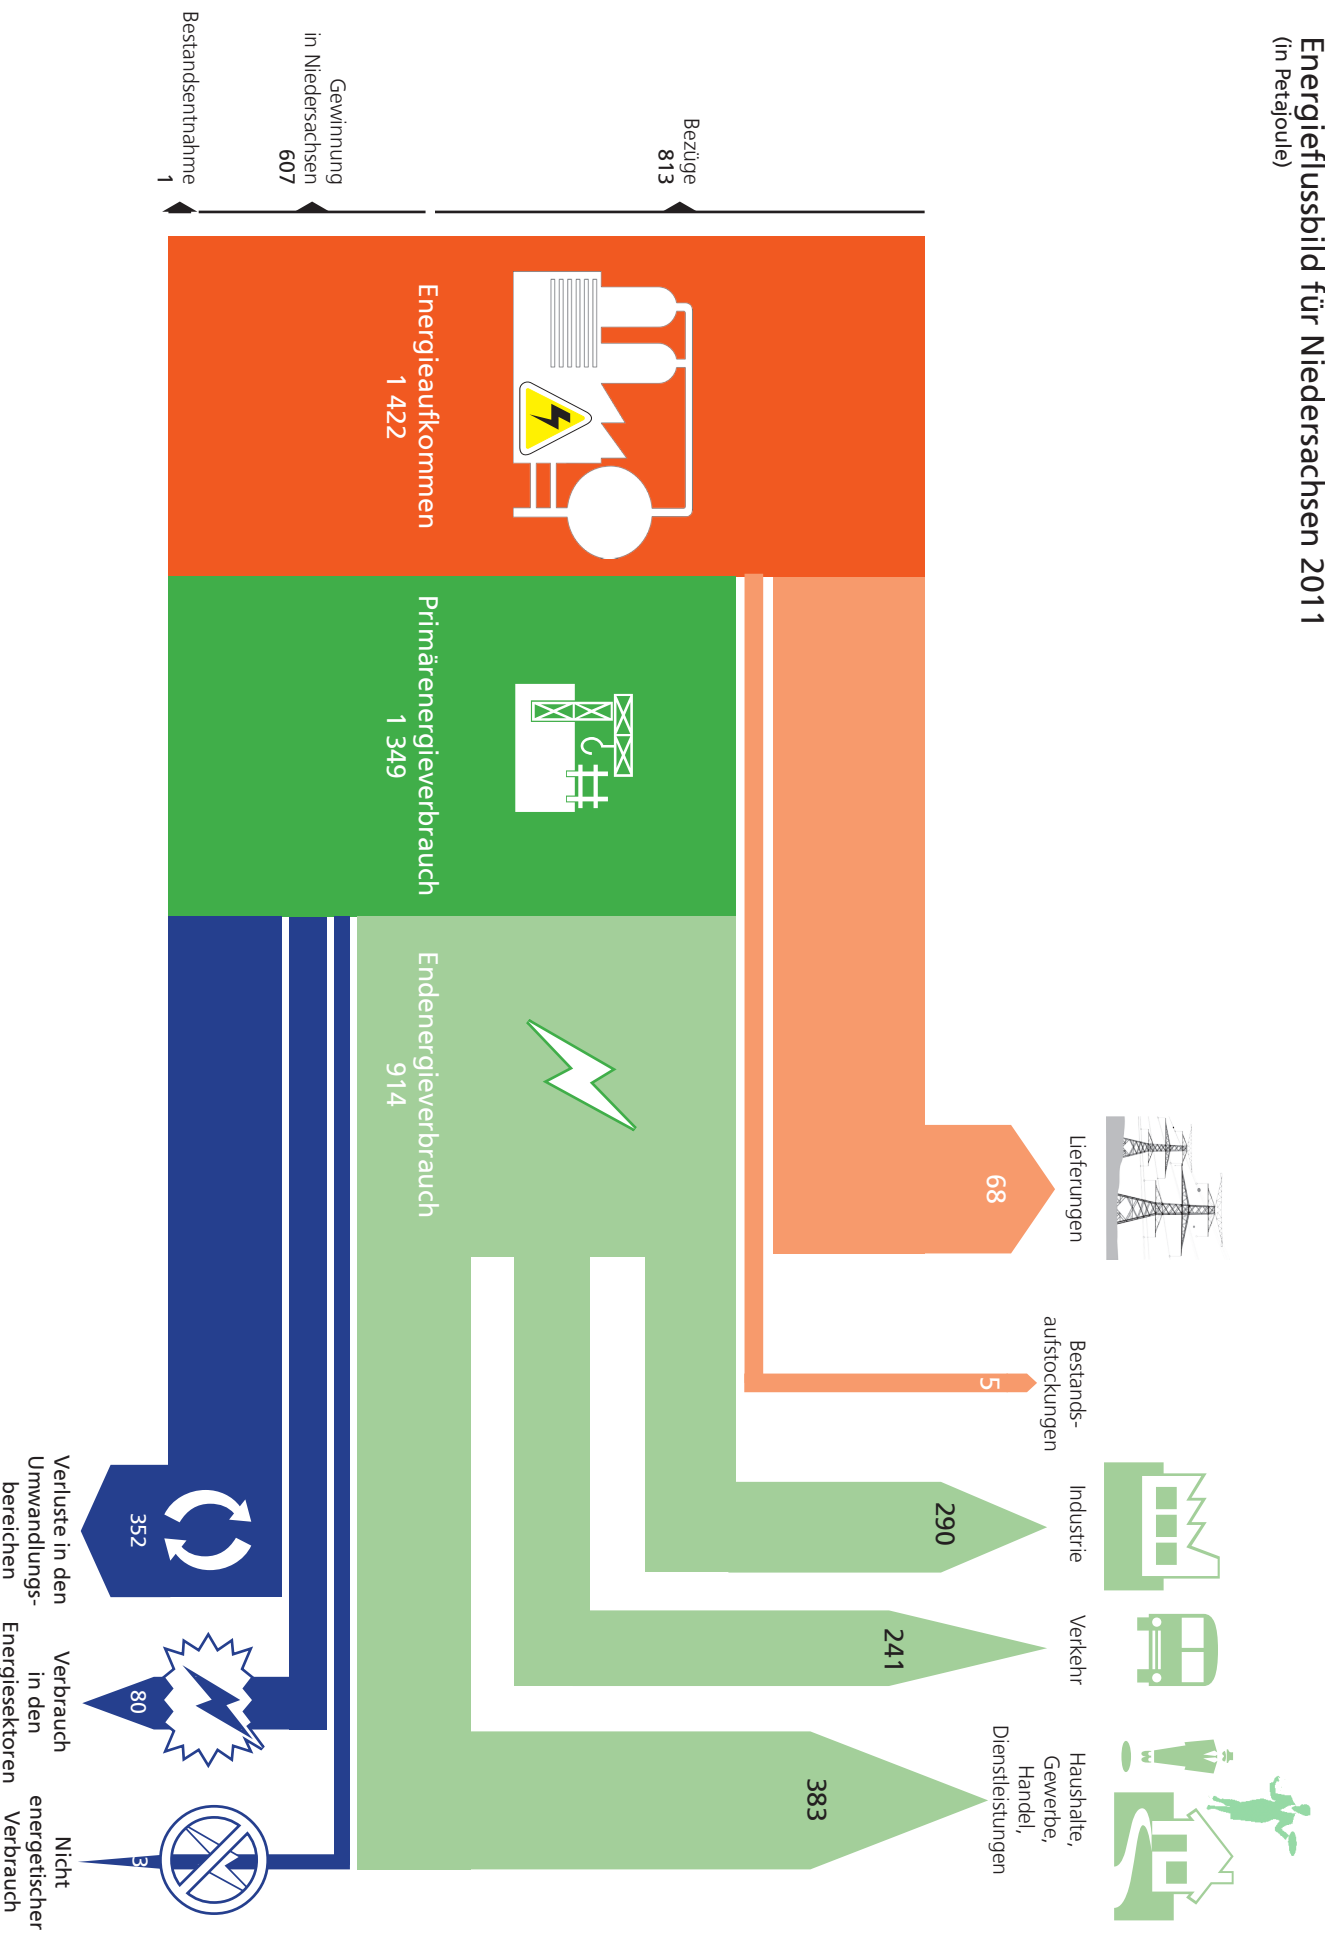 Energieflussbild für Niedersachsen 2011
(in Petajoule)
Bezüge
813
Gewinnung
in Niedersachsen
607
Bestandsentnahme
1
Energieaufkommen
1 422
Primärenergieverbrauch
1 349
Endenergieverbrauch
914
Lieferungen
68
Bestands-
aufstockungen
5
Industrie
290
Verkehr
241
Haushalte,
Gewerbe,
Handel,
Dienstleistungen
383
352
Verluste in den
Umwandlungs-
bereichen
80
Verbrauch
in den
Energiesektoren
3
Nicht
energetischer
Verbrauch